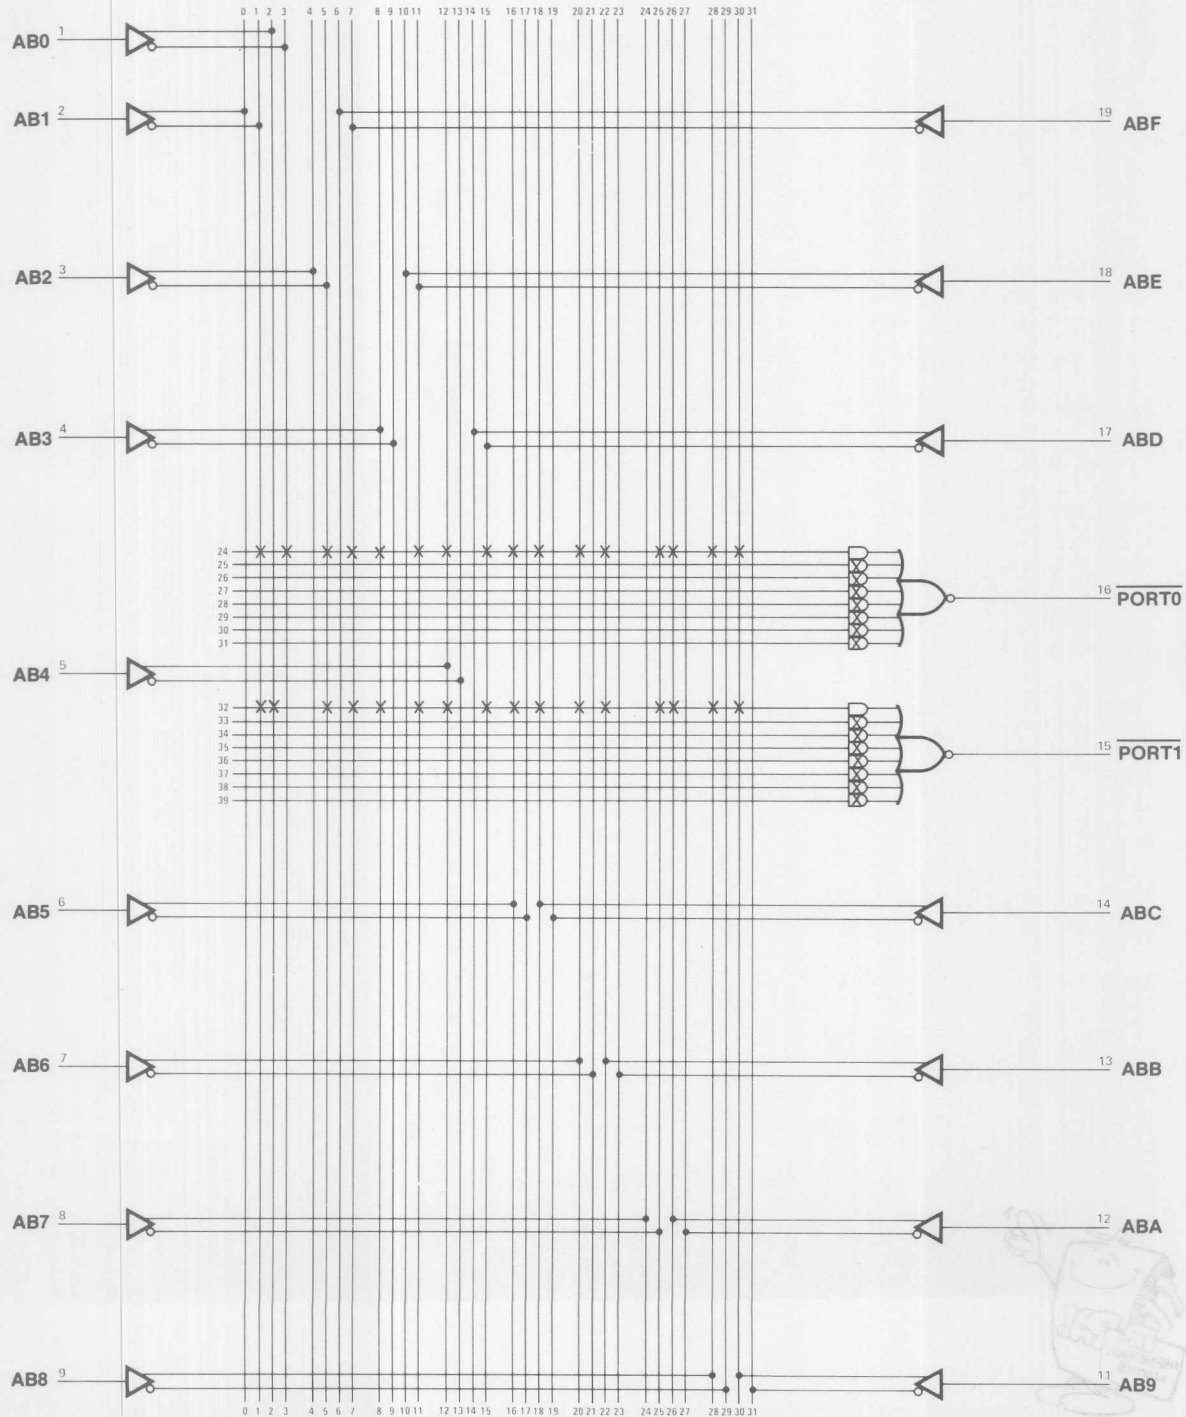 0 1 2 3 4 5 6 7 8 9 10 11 12 13 14 15 16 17 18 19 20 21 22 23 24 25 26 27 28 29 30 31
AB0 1
AB1 2
19 ABF
AB2 3
18 ABE
AB3 4
17 ABD
24
25
26
27
28
29
30
31
16 PORT0
AB4 5
32
33
34
35
36
37
38
39
15 PORT1
AB5 6
14 ABC
AB6 7
13 ABB
AB7 8
12 ABA
AB8 9
11 AB9
0 1 2 3 4 5 6 7 8 9 10 11 12 13 14 15 16 17 18 19 20 21 22 23 24 25 26 27 28 29 30 31